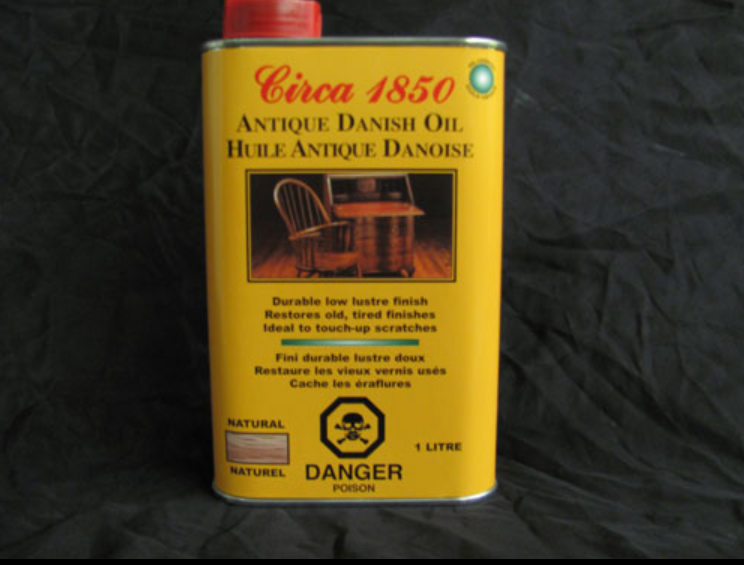 Circa 1850
ANTIQUE DANISH OIL
HUILE ANTIQUE DANOISE
Durable low lustre finish
Restores old, tired finishes
Ideal to touch-up scratches
Fini durable lustre doux
Restaure les vieux vernis usés
Cache les éraflures
NATURAL
1 LITRE
NATUREL
DANGER
POISON